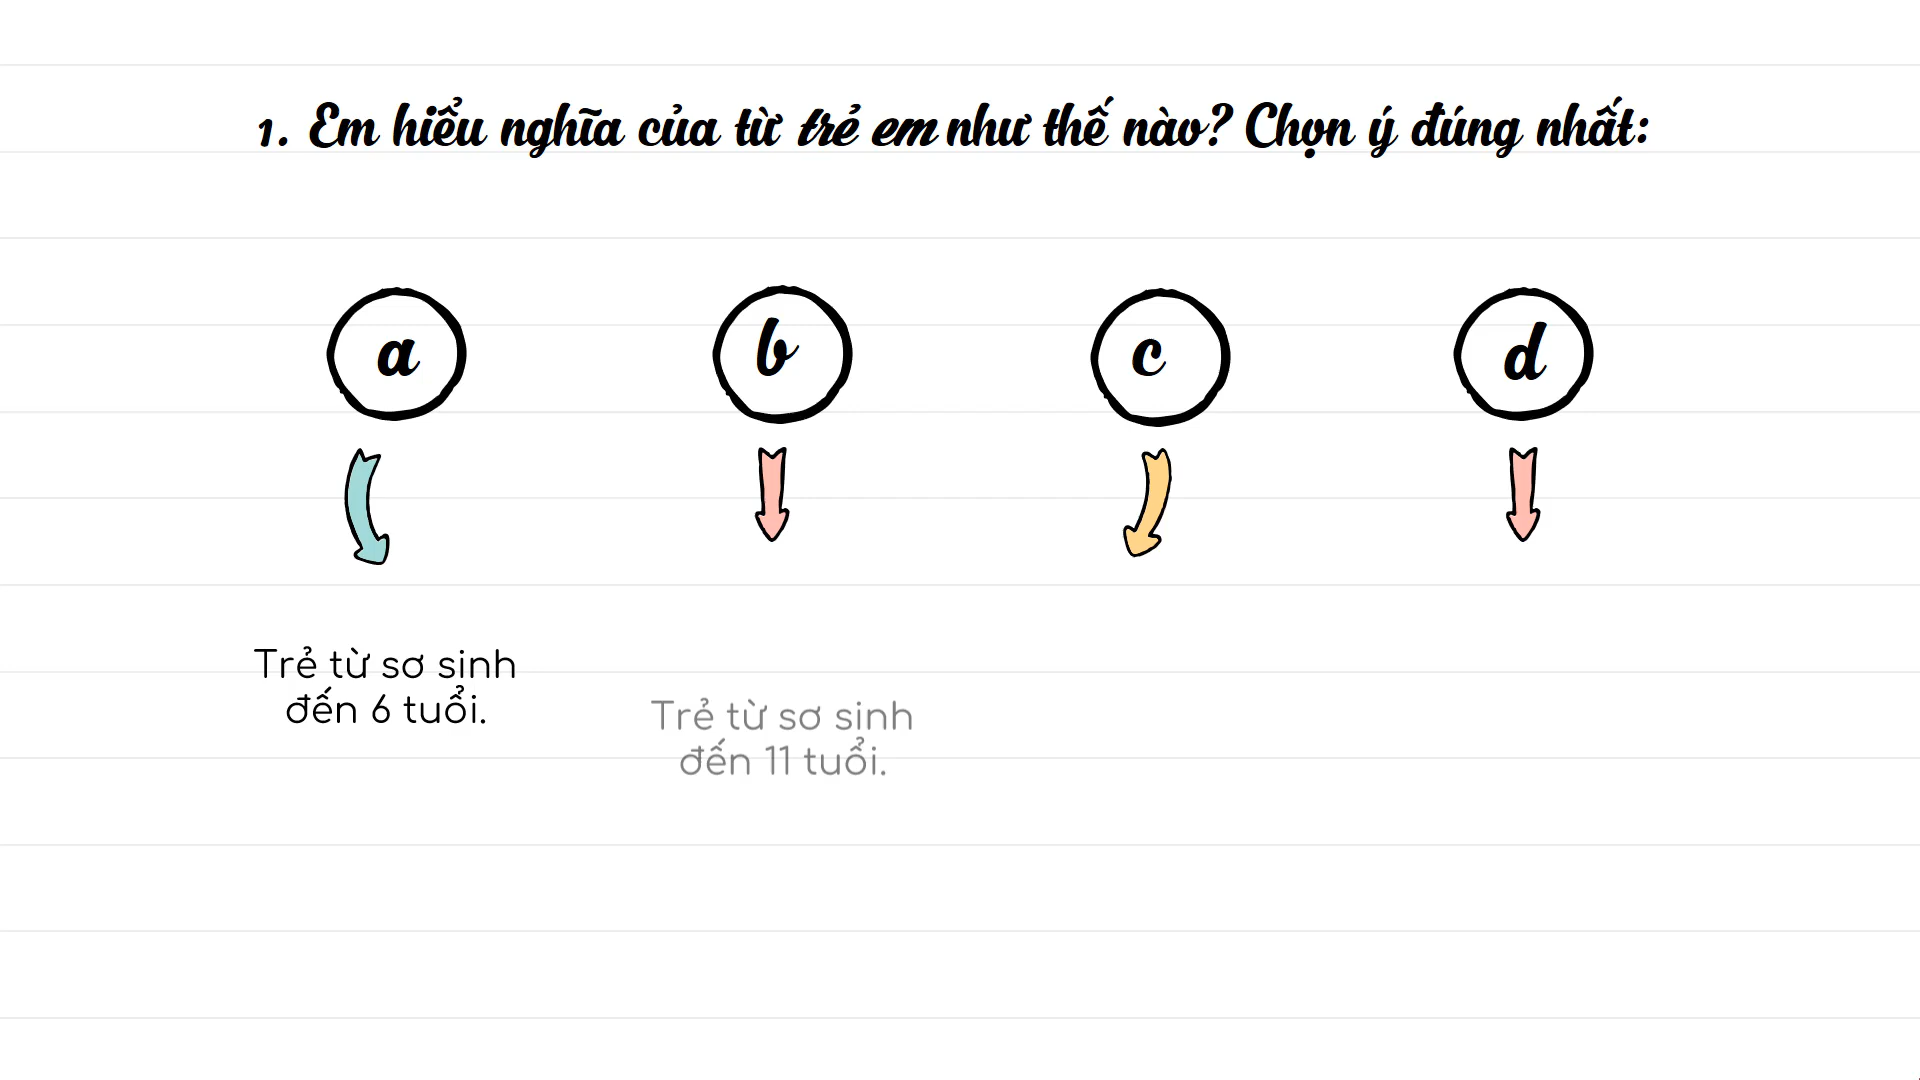 1. Em hiểu nghĩa của từ trẻ em như thế nào? Chọn ý đúng nhất:
a
b
c
d
Trẻ từ sơ sinh
đến 6 tuổi.
Trẻ từ sơ sinh
đến 11 tuổi.